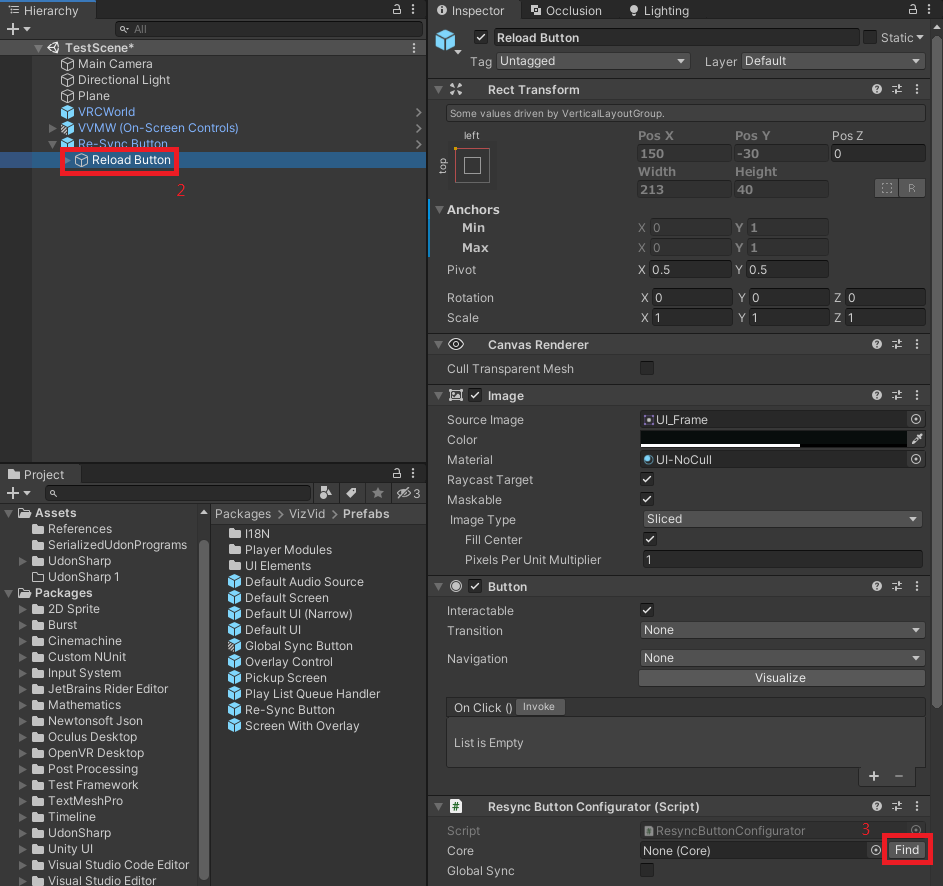 Hierarchy
All
TestScene*
Main Camera
Directional Light
Plane
VRCWorld
VVMW (On-Screen Controls)
Re-Sync Button
Reload Button
2
Project
3
Assets
References
SerializedUdonPrograms
UdonSharp
UdonSharp 1
Packages
2D Sprite
Burst
Cinemachine
Custom NUnit
Input System
JetBrains Rider Editor
Mathematics
Newtonsoft Json
Oculus Desktop
OpenVR Desktop
Post Processing
Test Framework
TextMeshPro
Timeline
UdonSharp
Unity UI
Visual Studio Code Editor
Visual Studio Editor
Packages > VizVid > Prefabs
I18N
Player Modules
UI Elements
Default Audio Source
Default Screen
Default UI (Narrow)
Default UI
Global Sync Button
Overlay Control
Pickup Screen
Play List Queue Handler
Re-Sync Button
Screen With Overlay
Inspector Occlusion Lighting
Reload Button Static
Tag Untagged Layer Default
Rect Transform
Some values driven by VerticalLayoutGroup.
left
top
Pos X Pos Y Pos Z
150 -30 0
Width Height
213 40 R
Anchors
Min X 0 Y 1
Max X 0 Y 1
Pivot X 0.5 Y 0.5
Rotation X 0 Y 0 Z 0
Scale X 1 Y 1 Z 1
Canvas Renderer
Cull Transparent Mesh
Image
Source Image UI_Frame
Color
Material UI-NoCull
Raycast Target
Maskable
Image Type Sliced
Fill Center
Pixels Per Unit Multiplier 1
Button
Interactable
Transition None
Navigation None
Visualize
On Click () Invoke
List is Empty
Resync Button Configurator (Script)
Script ResyncButtonConfigurator 3
Core None (Core) Find
Global Sync